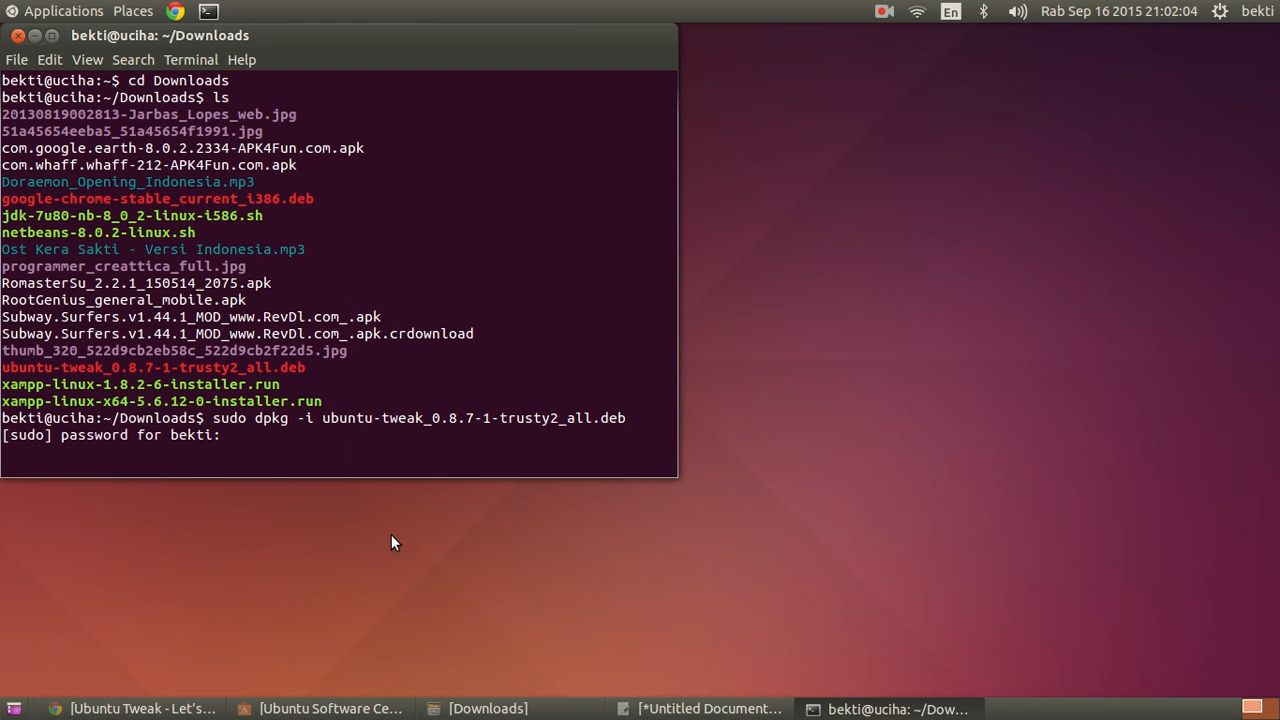 Applications Places En Rab Sep 16 2015 21:02:04 bekti
bekti@uciha: ~/Downloads
File Edit View Search Terminal Help
bekti@uciha:~$ cd Downloads
bekti@uciha:~/Downloads$ ls
20130819002813-Jarbas_Lopes_web.jpg
51a45654eeba5_51a45654f1991.jpg
com.google.earth-8.0.2.2334-APK4Fun.com.apk
com.whaff.whaff-212-APK4Fun.com.apk
Doraemon_Opening_Indonesia.mp3
google-chrome-stable_current_i386.deb
jdk-7u80-nb-8_0_2-linux-i586.sh
netbeans-8.0.2-linux.sh
Ost Kera Sakti - Versi Indonesia.mp3
programmer_creattica_full.jpg
RomasterSu_2.2.1_150514_2075.apk
RootGenius_general_mobile.apk
Subway.Surfers.v1.44.1_MOD_www.RevDl.com_.apk
Subway.Surfers.v1.44.1_MOD_www.RevDl.com_.apk.crdownload
thumb_320_522d9cb2eb58c_522d9cb2f22d5.jpg
ubuntu-tweak_0.8.7-1-trusty2_all.deb
xampp-linux-1.8.2-6-installer.run
xampp-linux-x64-5.6.12-0-installer.run
bekti@uciha:~/Downloads$ sudo dpkg -i ubuntu-tweak_0.8.7-1-trusty2_all.deb
[sudo] password for bekti:
[Ubuntu Tweak - Let's... [Ubuntu Software Ce... [Downloads] [*Untitled Document... bekti@uciha: ~/Dow...